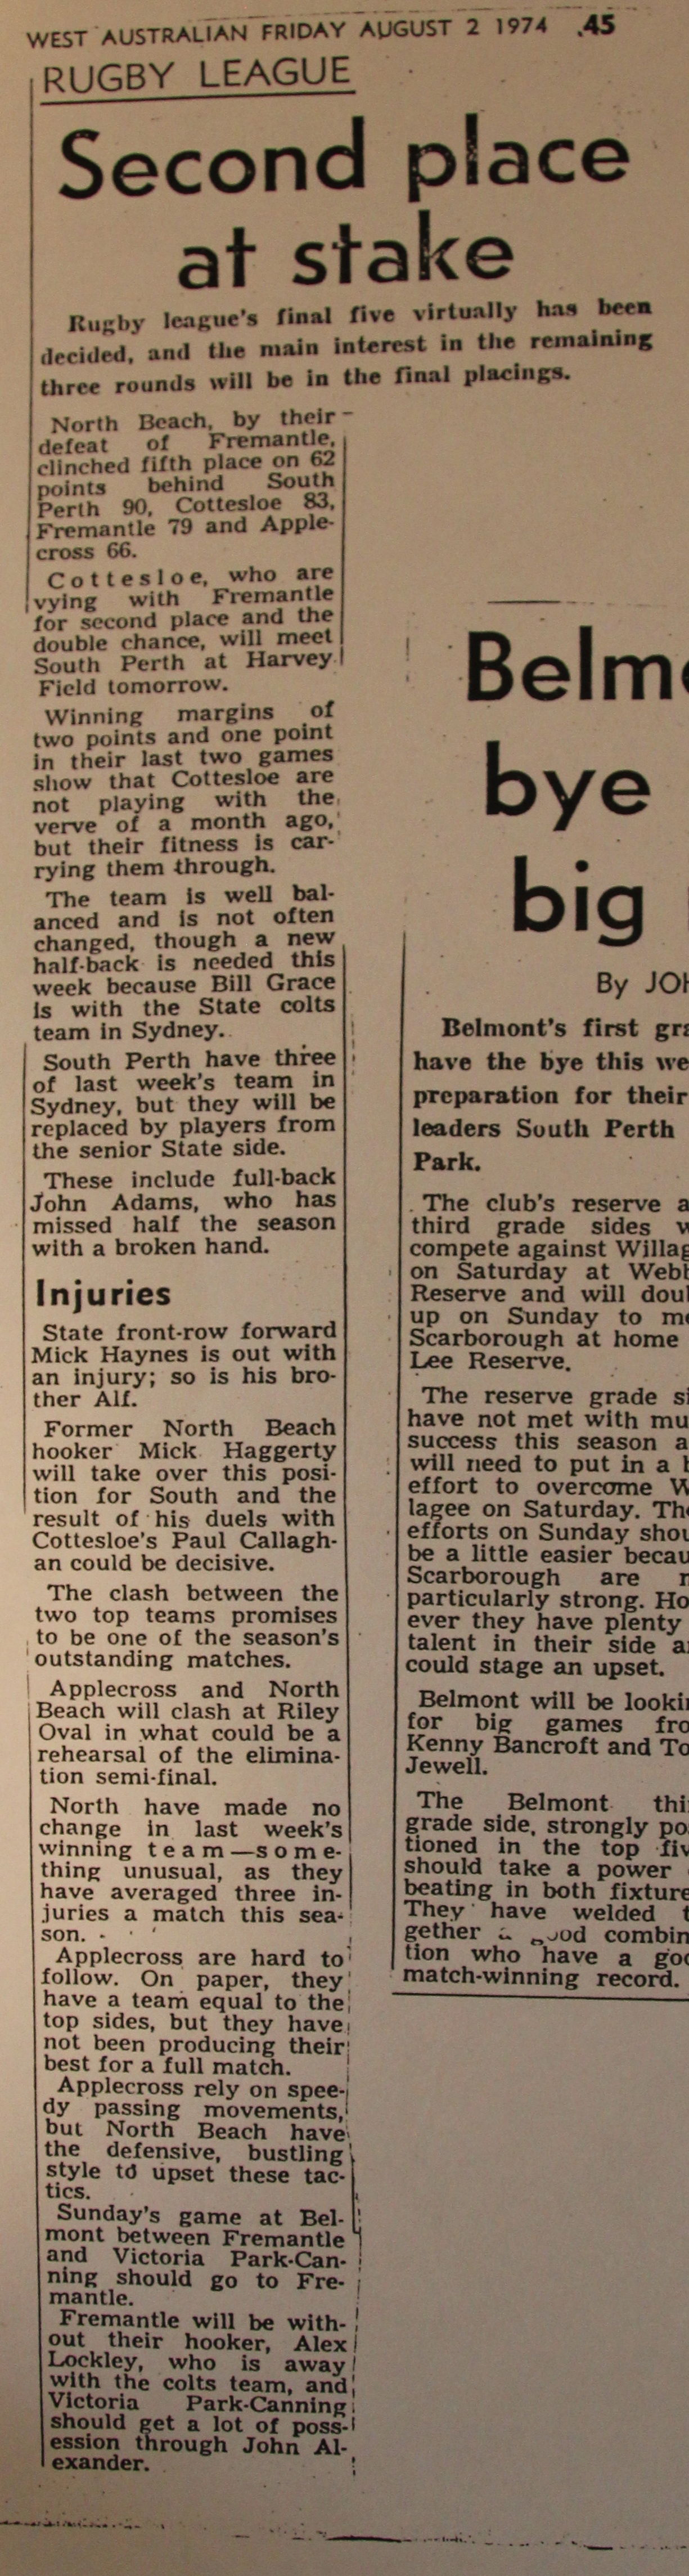 WEST AUSTRALIAN FRIDAY AUGUST 2 1974 .45
RUGBY LEAGUE
Second place
at stake
Rugby league's final five virtually has been
decided, and the main interest in the remaining
three rounds will be in the final placings.
North Beach, by their
defeat of Fremantle,
clinched fifth place on 62
points behind South
Perth 90, Cottesloe 83,
Fremantle 79 and Apple-
cross 66.
Cottesloe, who are
vying with Fremantle
for second place and the
double chance, will meet
South Perth at Harvey
Field tomorrow.
Winning margins of
two points and one point
in their last two games
show that Cottesloe are
not playing with the
verve of a month ago,
but their fitness is car-
rying them through.
The team is well bal-
anced and is not often
changed, though a new
half-back is needed this
week because Bill Grace
is with the State colts
team in Sydney.
South Perth have three
of last week's team in
Sydney, but they will be
replaced by players from
the senior State side.
These include full-back
John Adams, who has
missed half the season
with a broken hand.
Injuries
State front-row forward
Mick Haynes is out with
an injury; so is his bro-
ther Alf.
Former North Beach
hooker Mick Haggerty
will take over this posi-
tion for South and the
result of his duels with
Cottesloe's Paul Callagh-
an could be decisive.
The clash between the
two top teams promises
to be one of the season's
outstanding matches.
Applecross and North
Beach will clash at Riley
Oval in what could be a
rehearsal of the elimina-
tion semi-final.
North have made no
change in last week's
winning team—some-
thing unusual, as they
have averaged three in-
juries a match this sea-
son.
Applecross are hard to
follow. On paper, they
have a team equal to the
top sides, but they have
not been producing their
best for a full match.
Applecross rely on spee-
dy passing movements,
but North Beach have
the defensive, bustling
style to upset these tac-
tics.
Sunday's game at Bel-
mont between Fremantle
and Victoria Park-Can-
ning should go to Fre-
mantle.
Fremantle will be with-
out their hooker, Alex
Lockley, who is away
with the colts team, and
Victoria Park-Canning
should get a lot of poss-
ession through John Al-
exander.
Belm
bye
big
By JOH
Belmont's first gra
have the bye this we
preparation for their
leaders South Perth
Park.
The club's reserve a
third grade sides w
compete against Willag
on Saturday at Webb
Reserve and will doul
up on Sunday to me
Scarborough at home
Lee Reserve.
The reserve grade si
have not met with mu
success this season a
will need to put in a b
effort to overcome W
lagee on Saturday. The
efforts on Sunday shou
be a little easier becau
Scarborough are n
particularly strong. Ho
ever they have plenty
talent in their side a
could stage an upset.
Belmont will be looki
for big games fro
Kenny Bancroft and To
Jewell.
The Belmont thi
grade side, strongly po
tioned in the top fiv
should take a power
beating in both fixture
They have welded t
gether a good combin
tion who have a goo
match-winning record.